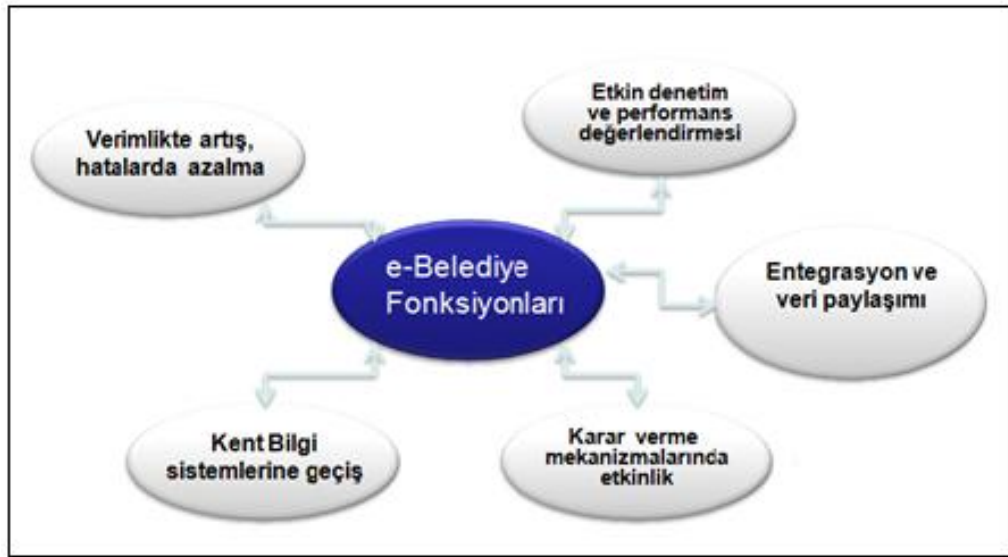 Etkin denetim
ve performans
değerlendirmesi
Verimlikte artış,
hatalarda azalma
e-Belediye
Fonksiyonları
Entegrasyon ve
veri paylaşımı
Kent Bilgi
sistemlerine geçiş
Karar verme
mekanizmalarında
etkinlik